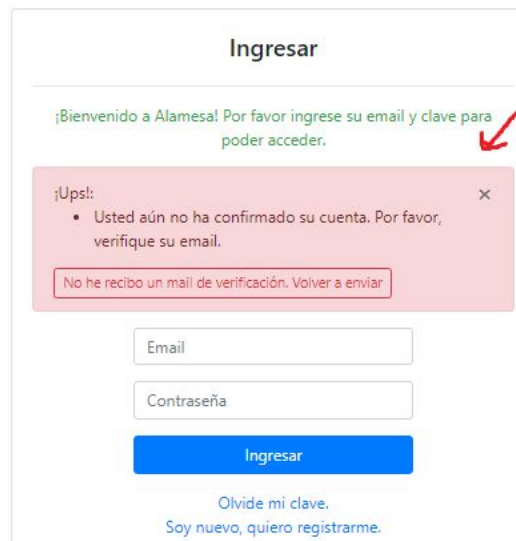 Ingresar
¡Bienvenido a Alamesa! Por favor ingrese su email y clave para
poder acceder.
¡Ups!:
×
• Usted aún no ha confirmado su cuenta. Por favor,
verifique su email.
No he recibo un mail de verificación. Volver a enviar
Email
Contraseña
Ingresar
Olvide mi clave.
Soy nuevo, quiero registrarme.